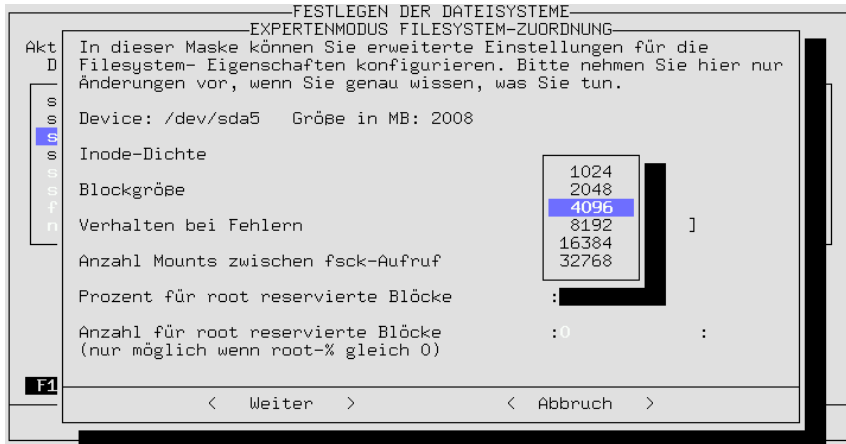 FESTLEGEN DER DATEISYSTEME
EXPERTENMODUS FILESYSTEM-ZUORDNUNG
Akt
D
In dieser Maske können Sie erweiterte Einstellungen für die
Filesystem- Eigenschaften konfigurieren. Bitte nehmen Sie hier nur
Änderungen vor, wenn Sie genau wissen, was Sie tun.
s
s
s
s
s
s
f
n
Device: /dev/sda5 Größe in MB: 2008
Inode-Dichte
1024
2048
4096
8192
16384
32768
Blockgröße
Verhalten bei Fehlern ]
Anzahl Mounts zwischen fsck-Aufruf
Prozent für root reservierte Blöcke :
Anzahl für root reservierte Blöcke :0 :
(nur möglich wenn root-% gleich 0)
F1
< Weiter > < Abbruch >